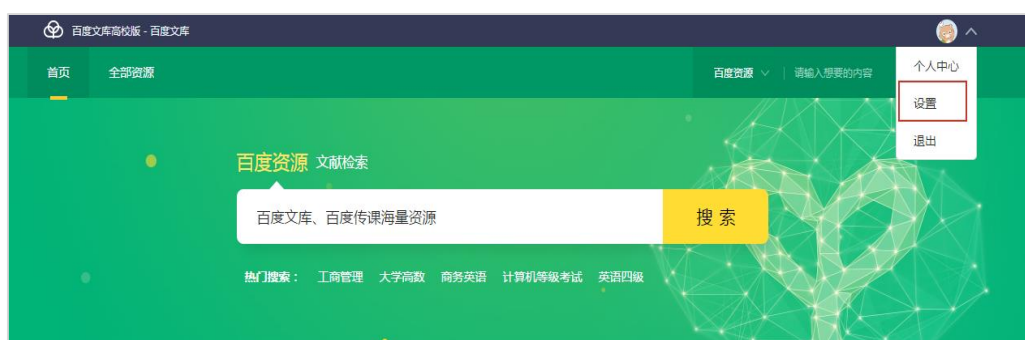 百度文库高校版 - 百度文库
首页 全部资源 百度资源 请输入想要的内容
个人中心
设置
退出
百度资源 文献检索
百度文库、百度传课海量资源 搜 索
热门搜索： 工商管理 大学高数 商务英语 计算机等级考试 英语四级